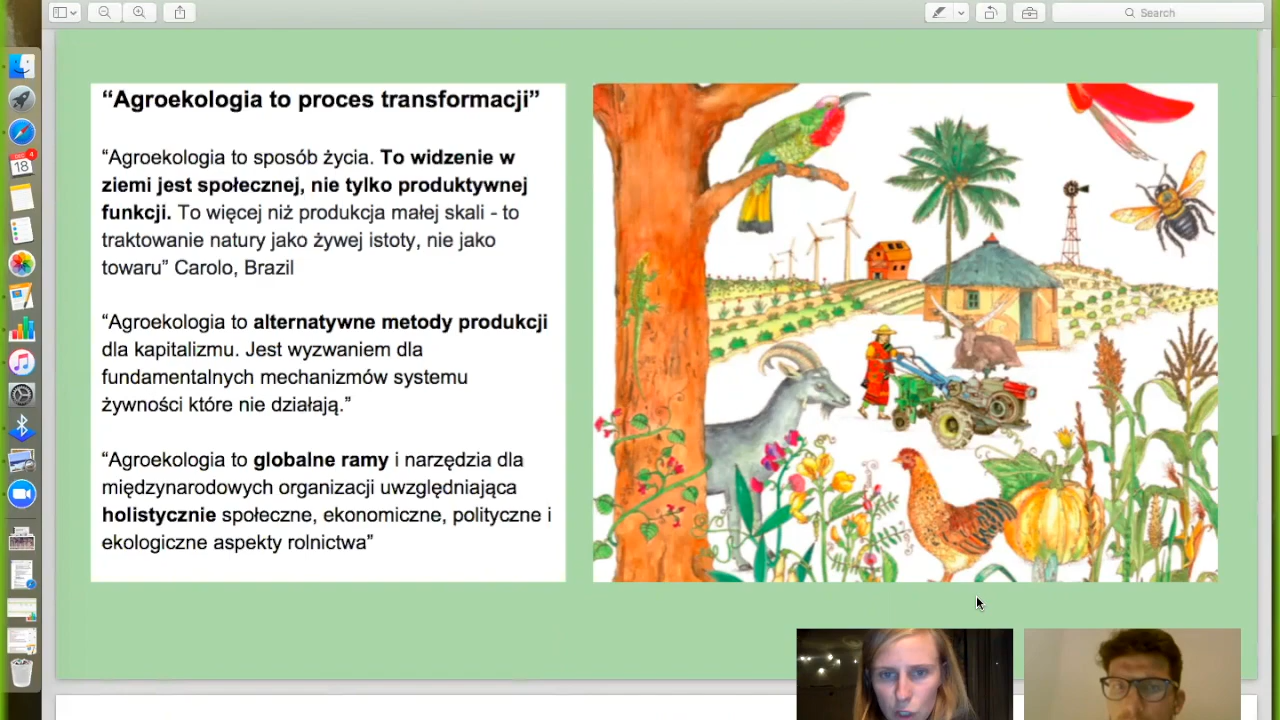 Search
“Agroekologia to proces transformacji”
“Agroekologia to sposób życia. To widzenie w
ziemi jest społecznej, nie tylko produktywnej
funkcji. To więcej niż produkcja małej skali - to
traktowanie natury jako żywej istoty, nie jako
towaru” Carolo, Brazil
“Agroekologia to alternatywne metody produkcji
dla kapitalizmu. Jest wyzwaniem dla
fundamentalnych mechanizmów systemu
żywności które nie działają.”
“Agroekologia to globalne ramy i narzędzia dla
międzynarodowych organizacji uwzględniająca
holistycznie społeczne, ekonomiczne, polityczne i
ekologiczne aspekty rolnictwa”
DEC 4
18